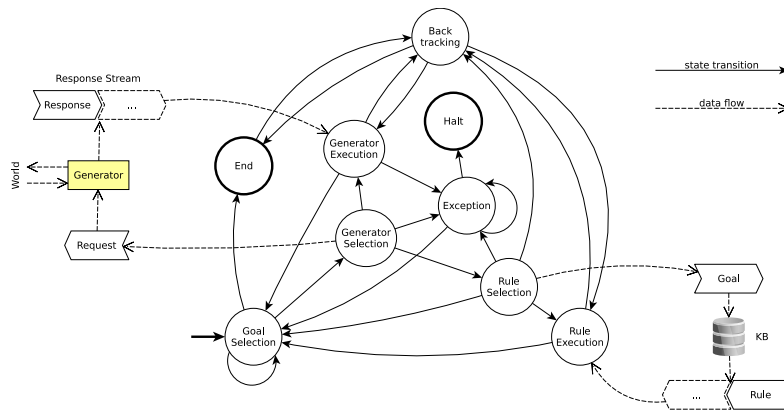 Back
tracking
state transition
Response Stream
Response
...
data flow
Halt
Generator
Execution
End
World
Generator
Exception
Generator
Selection
Request
Rule
Selection
Goal
Goal
Selection
Rule
Execution
KB
...
Rule